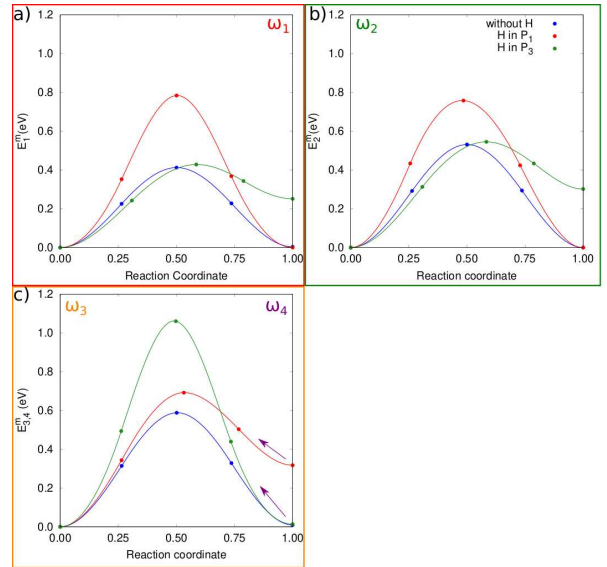 a) ω1
b) ω2
without H
H in P1
H in P3
1.2
1.0
0.8
0.6
0.4
0.2
0.0
E1^m(eV)
0.00 0.25 0.50 0.75 1.00
Reaction Coordinate
1.2
1.0
0.8
0.6
0.4
0.2
0.0
E2^m(eV)
0.00 0.25 0.50 0.75 1.00
Reaction coordinate
c) ω3 ω4
1.2
1.0
0.8
0.6
0.4
0.2
0.0
E3,4^m (eV)
0.00 0.25 0.50 0.75 1.00
Reaction coordinate